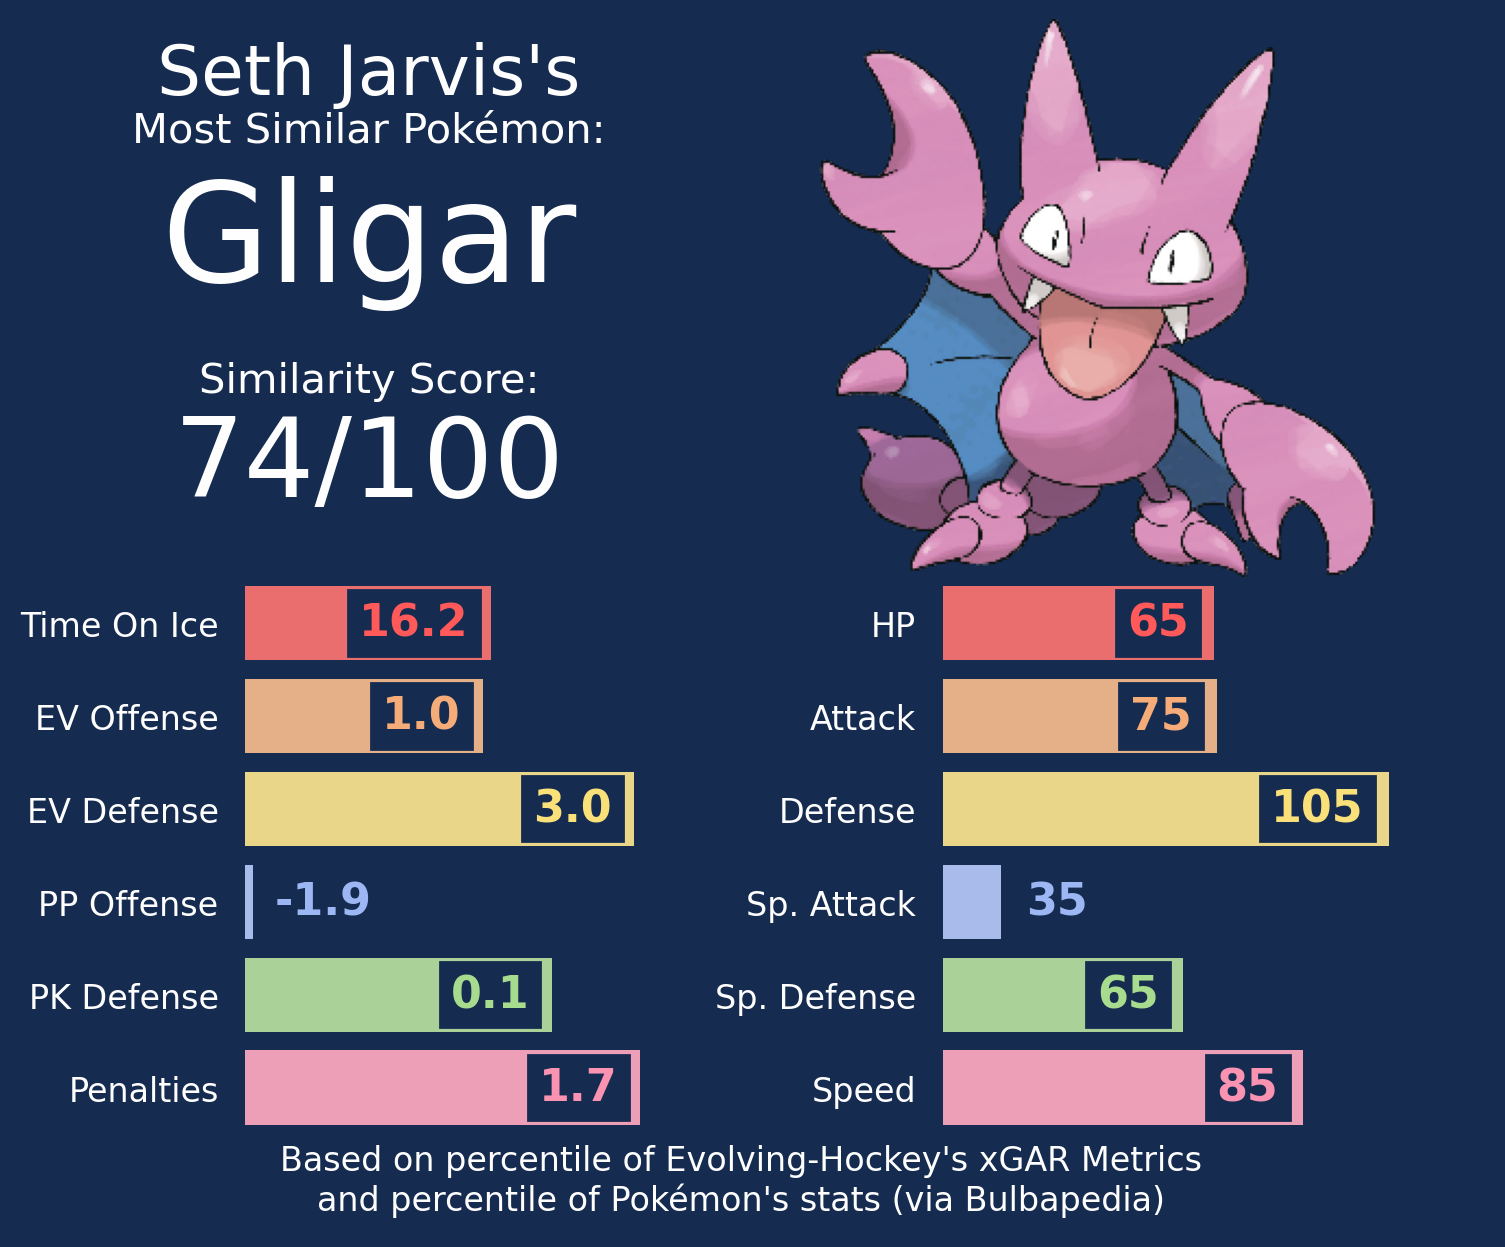 Seth Jarvis's
Most Similar Pokémon:
Gligar
Similarity Score:
74/100
Time On Ice 16.2
EV Offense 1.0
EV Defense 3.0
PP Offense -1.9
PK Defense 0.1
Penalties 1.7
HP 65
Attack 75
Defense 105
Sp. Attack 35
Sp. Defense 65
Speed 85
Based on percentile of Evolving-Hockey's xGAR Metrics
and percentile of Pokémon's stats (via Bulbapedia)